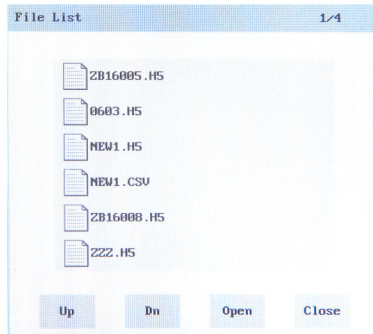 File List 1/4
ZB16005.H5
0603.H5
NEW1.H5
NEW1.CSV
ZB16008.H5
ZZZ.H5
Up Dn Open Close